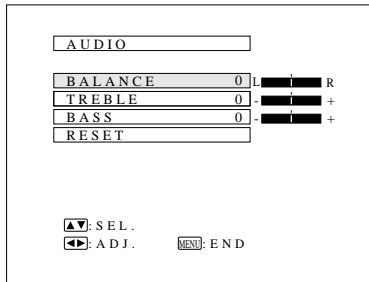 AUDIO
BALANCE 0 L R
TREBLE 0 - +
BASS 0 - +
RESET
▲▼: SEL.
◀▶: ADJ. MENU: END